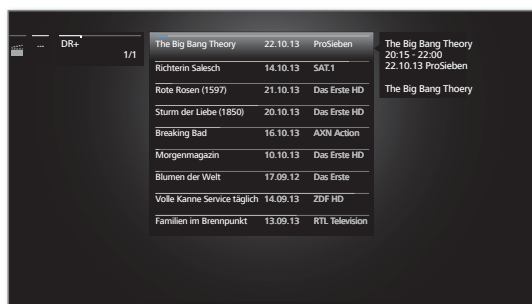 ...
DR+
1/1
The Big Bang Theory 22.10.13 ProSieben
Richterin Salesch 14.10.13 SAT.1
Rote Rosen (1597) 21.10.13 Das Erste HD
Sturm der Liebe (1850) 20.10.13 Das Erste HD
Breaking Bad 16.10.13 AXN Action
Morgenmagazin 10.10.13 Das Erste HD
Blumen der Welt 17.09.12 Das Erste
Volle Kanne Service täglich 14.09.13 ZDF HD
Familien im Brennpunkt 13.09.13 RTL Television
The Big Bang Theory
20:15 - 22:00
22.10.13 ProSieben
The Big Bang Thoery